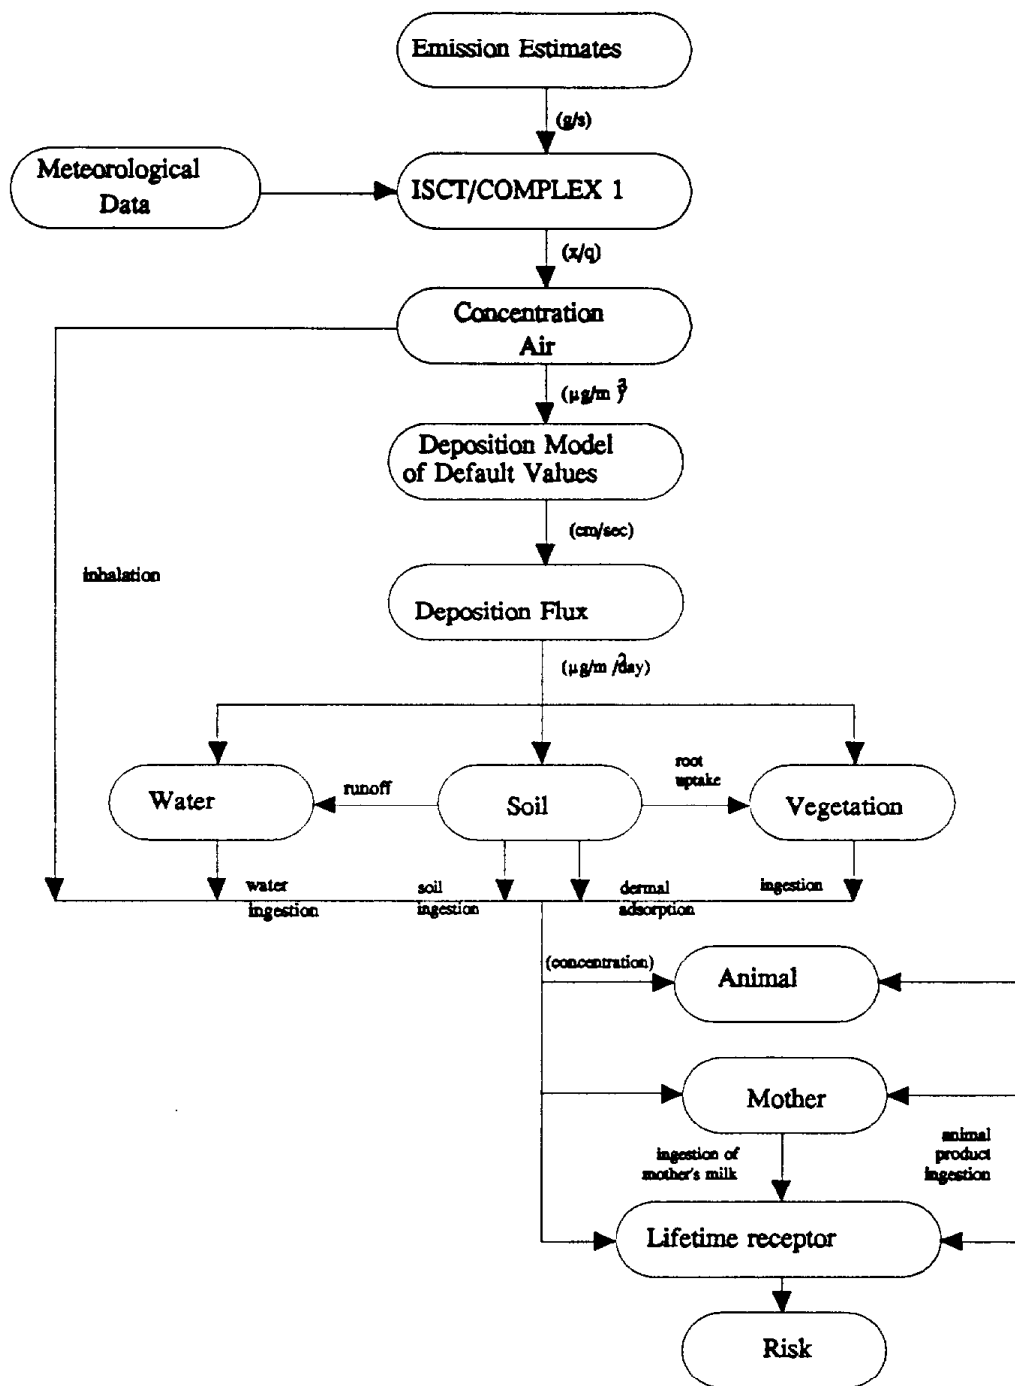 Emission Estimates
(g/s)
Meteorological
Data
ISCT/COMPLEX 1
(x/q)
Concentration
Air
(µg/m³)
Deposition Model
of Default Values
(cm/sec)
inhalation
Deposition Flux
(µg/m²/day)
Water
runoff
Soil
root
uptake
Vegetation
water
ingestion
soil
ingestion
dermal
adsorption
ingestion
(concentration)
Animal
Mother
ingestion of
mother's milk
animal
product
ingestion
Lifetime receptor
Risk